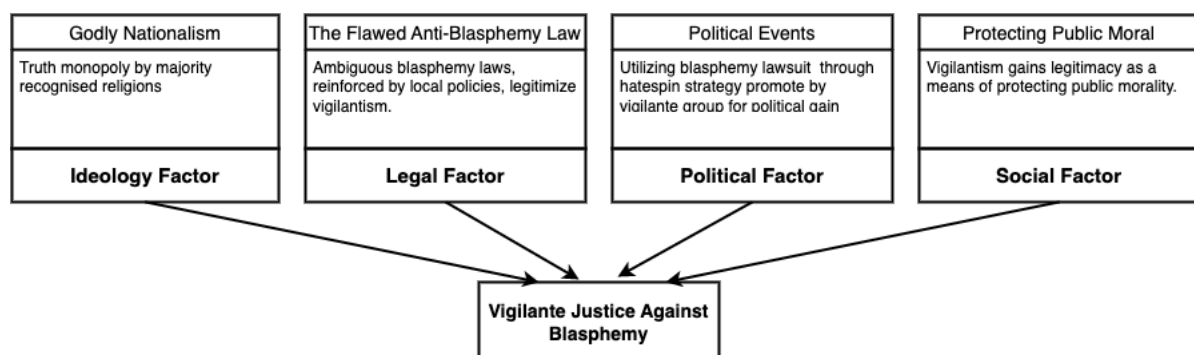 Godly Nationalism
Truth monopoly by majority
recognised religions
Ideology Factor
The Flawed Anti-Blasphemy Law
Ambiguous blasphemy laws,
reinforced by local policies, legitimize
vigilantism.
Legal Factor
Political Events
Utilizing blasphemy lawsuit through
hatespin strategy promote by
vigilante group for political gain
Political Factor
Protecting Public Moral
Vigilantism gains legitimacy as a
means of protecting public morality.
Social Factor
Vigilante Justice Against
Blasphemy